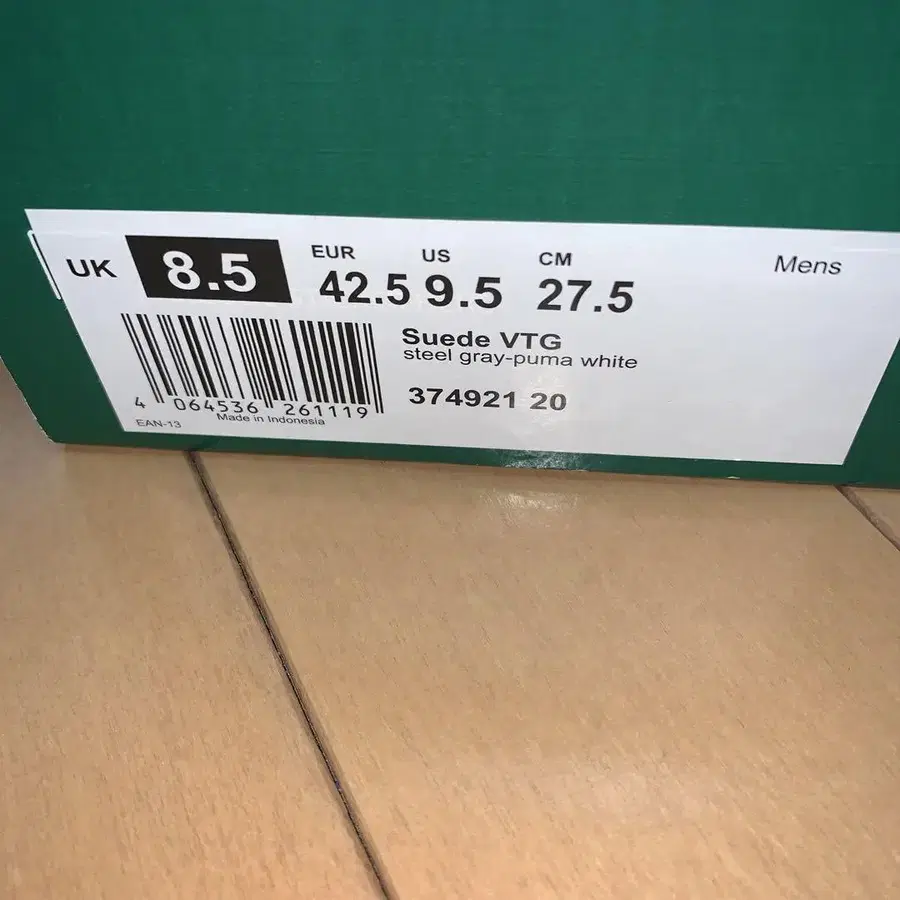 UK 8.5 EUR 42.5 US 9.5 CM 27.5 Mens
Suede VTG
steel gray-puma white
374921 20
4 064536 261119
Made in Indonesia
EAN-13